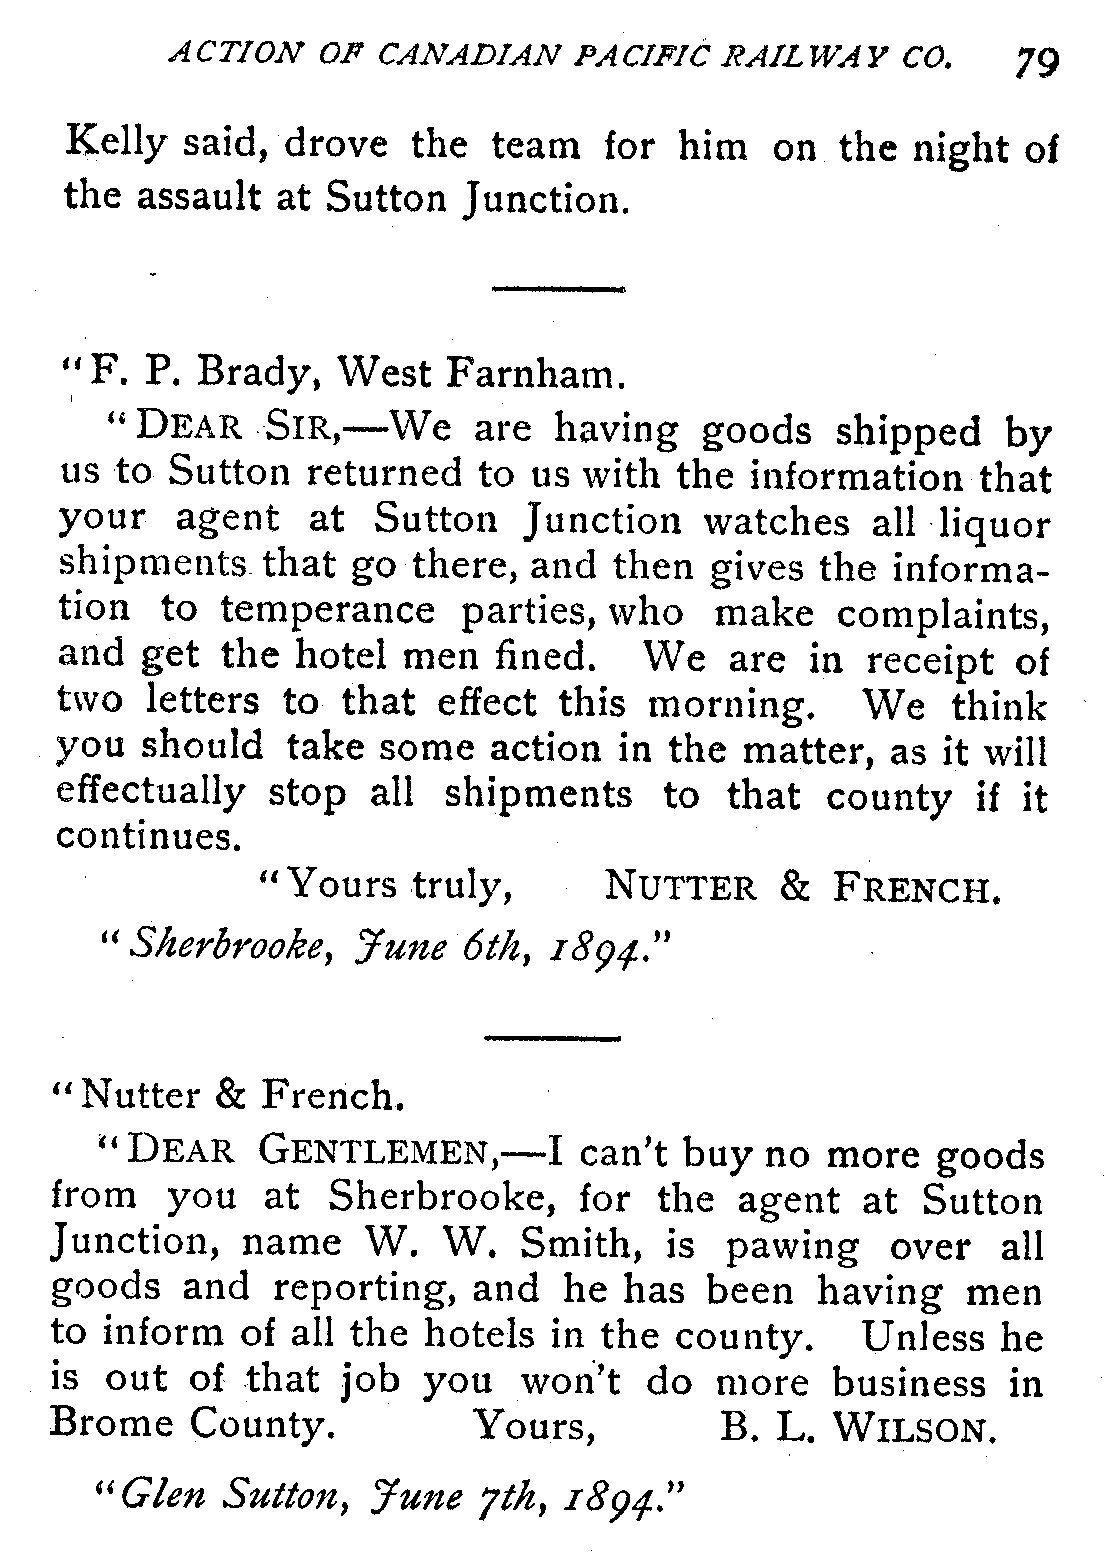 ACTION OF CANADIAN PACIFIC RAILWAY CO. 79
Kelly said, drove the team for him on the night of
the assault at Sutton Junction.
"F. P. Brady, West Farnham.
"DEAR SIR,—We are having goods shipped by
us to Sutton returned to us with the information that
your agent at Sutton Junction watches all liquor
shipments that go there, and then gives the informa-
tion to temperance parties, who make complaints,
and get the hotel men fined. We are in receipt of
two letters to that effect this morning. We think
you should take some action in the matter, as it will
effectually stop all shipments to that county if it
continues.
"Yours truly, NUTTER & FRENCH.
"Sherbrooke, June 6th, 1894."
"Nutter & French.
"DEAR GENTLEMEN,—I can't buy no more goods
from you at Sherbrooke, for the agent at Sutton
Junction, name W. W. Smith, is pawing over all
goods and reporting, and he has been having men
to inform of all the hotels in the county. Unless he
is out of that job you won't do more business in
Brome County. Yours, B. L. WILSON.
"Glen Sutton, June 7th, 1894."